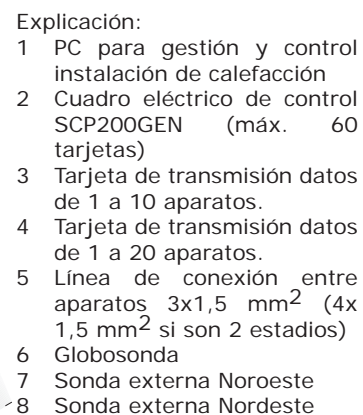 Explicación:
1 PC para gestión y control
instalación de calefacción
2 Cuadro eléctrico de control
SCP200GEN (máx. 60
tarjetas)
3 Tarjeta de transmisión datos
de 1 a 10 aparatos.
4 Tarjeta de transmisión datos
de 1 a 20 aparatos.
5 Línea de conexión entre
aparatos 3x1,5 mm2 (4x
1,5 mm2 si son 2 estadios)
6 Globosonda
7 Sonda externa Noroeste
8 Sonda externa Nordeste